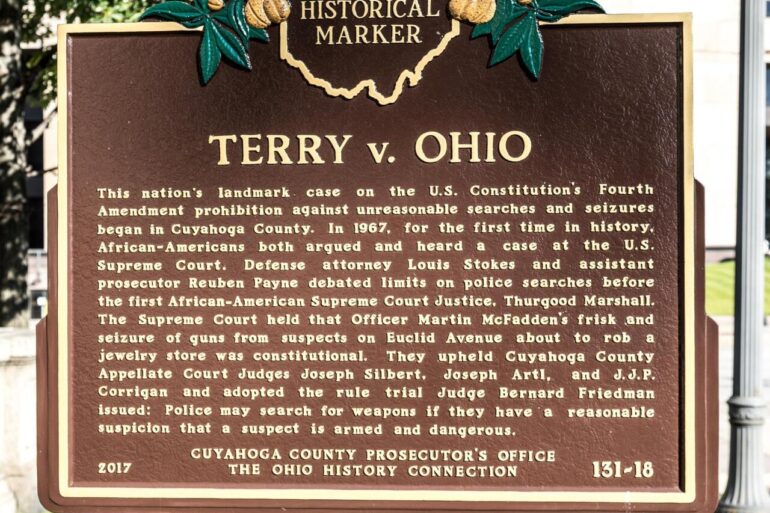 HISTORICAL
MARKER
TERRY v. OHIO
This nation's landmark case on the U.S. Constitution's Fourth
Amendment prohibition against unreasonable searches and seizures
began in Cuyahoga County. In 1967, for the first time in history,
African-Americans both argued and heard a case at the U.S.
Supreme Court. Defense attorney Louis Stokes and assistant
prosecutor Reuben Payne debated limits on police searches before
the first African-American Supreme Court Justice, Thurgood Marshall.
The Supreme Court held that Officer Martin McFadden's frisk and
seizure of guns from suspects on Euclid Avenue about to rob a
jewelry store was constitutional. They upheld Cuyahoga County
Appellate Court Judges Joseph Silbert, Joseph Artl, and J.J.P.
Corrigan and adopted the rule trial Judge Bernard Friedman
issued: Police may search for weapons if they have a reasonable
suspicion that a suspect is armed and dangerous.
CUYAHOGA COUNTY PROSECUTOR'S OFFICE
2017 THE OHIO HISTORY CONNECTION 131-18